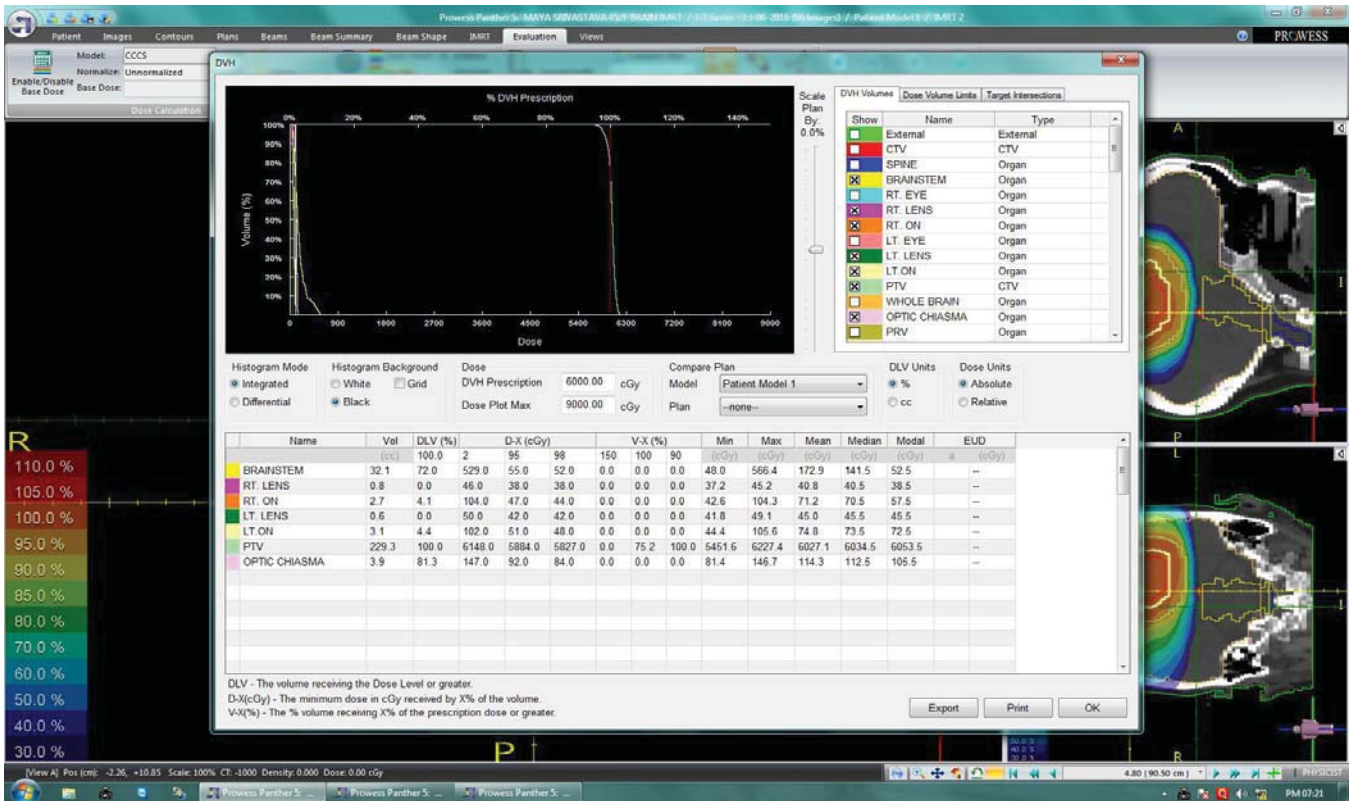 Prowess Panther 5: MAYA SRIVASTAVA 45/F BRAIN IMRT / CT Series
Patient Images Contours Plans Beams Beam Summary Beam Shape IMRT Evaluation Views PROWESS
Model: CCCS
Normalize: Unnormalized
Enable/Disable Base Dose
Base Dose:
Dose Calculation
DVH
% DVH Prescription
0% 20% 40% 60% 80% 100% 120% 140%
100%
90%
80%
70%
60%
50%
40%
30%
20%
10%
Volume (%)
0 900 1800 2700 3600 4500 5400 6300 7200 8100 9000
Dose
Scale Plan By:
0.0%
DVH Volumes Dose Volume Limits Target Intersections
Show Name Type
External External
CTV CTV
SPINE Organ
BRAINSTEM Organ
RT. EYE Organ
RT. LENS Organ
RT. ON Organ
LT. EYE Organ
LT. LENS Organ
LT.ON Organ
PTV CTV
WHOLE BRAIN Organ
OPTIC CHIASMA Organ
PRV Organ
Histogram Mode Histogram Background Dose Compare Plan DLV Units Dose Units
Integrated White Grid DVH Prescription 6000.00 cGy Model Patient Model 1 % Absolute
Differential Black Dose Plot Max 9000.00 cGy Plan --none-- cc Relative
Name Vol DLV (%) D-X (cGy) V-X (%) Min Max Mean Median Modal EUD
(cc) 100.0 2 95 98 150 100 90 (cGy) (cGy) (cGy) (cGy) (cGy) a (cGy)
BRAINSTEM 32.1 72.0 529.0 55.0 52.0 0.0 0.0 0.0 48.0 566.4 172.9 141.5 52.5 --
RT. LENS 0.8 0.0 46.0 38.0 38.0 0.0 0.0 0.0 37.2 45.2 40.8 40.5 38.5 --
RT. ON 2.7 4.1 104.0 47.0 44.0 0.0 0.0 0.0 42.6 104.3 71.2 70.5 57.5 --
LT. LENS 0.6 0.0 50.0 42.0 42.0 0.0 0.0 0.0 41.8 49.1 45.0 45.5 45.5 --
LT.ON 3.1 4.4 102.0 51.0 48.0 0.0 0.0 0.0 44.4 105.6 74.8 73.5 72.5 --
PTV 229.3 100.0 6148.0 5884.0 5827.0 0.0 75.2 100.0 5451.6 6227.4 6027.1 6034.5 6053.5 --
OPTIC CHIASMA 3.9 81.3 147.0 92.0 84.0 0.0 0.0 0.0 81.4 146.7 114.3 112.5 105.5 --
DLV - The volume receiving the Dose Level or greater.
D-X(cGy) - The minimum dose in cGy received by X% of the volume.
V-X(%) - The % volume receiving X% of the prescription dose or greater.
Export Print OK
R
110.0 %
105.0 %
100.0 %
95.0 %
90.0 %
85.0 %
80.0 %
70.0 %
60.0 %
50.0 %
40.0 %
30.0 %
P
A
I
P
L
I
R
[View A] Pos (cm): -2.26, +10.85 Scale: 100% CT: -1000 Density: 0.000 Dose: 0.00 cGy
4.80 (90.50 cm)
PHYSICIST
Prowess Panther 5: ... Prowess Panther 5: ... Prowess Panther 5: ...
PM 07:21